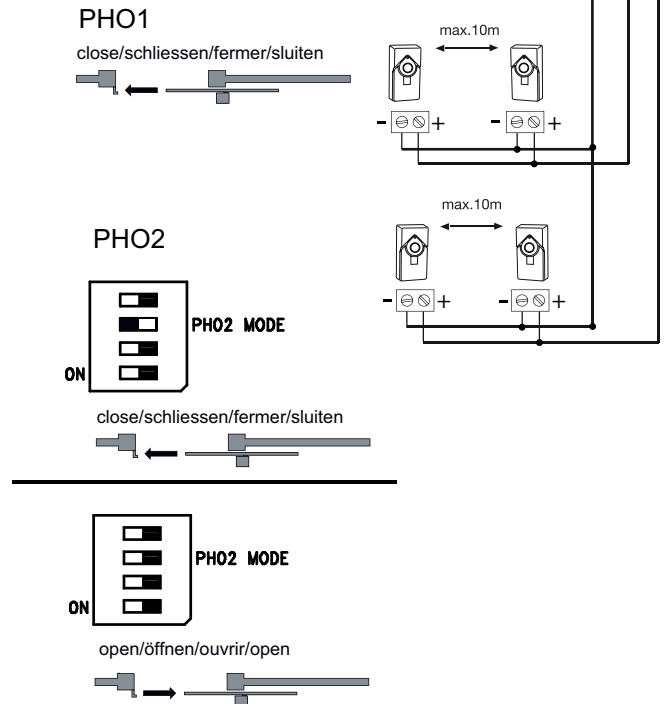 PHO1
close/schliessen/fermer/sluiten
max.10m
- +
- +
PHO2
max.10m
- +
- +
PHO2 MODE
ON
close/schliessen/fermer/sluiten
PHO2 MODE
ON
open/öffnen/ouvrir/open